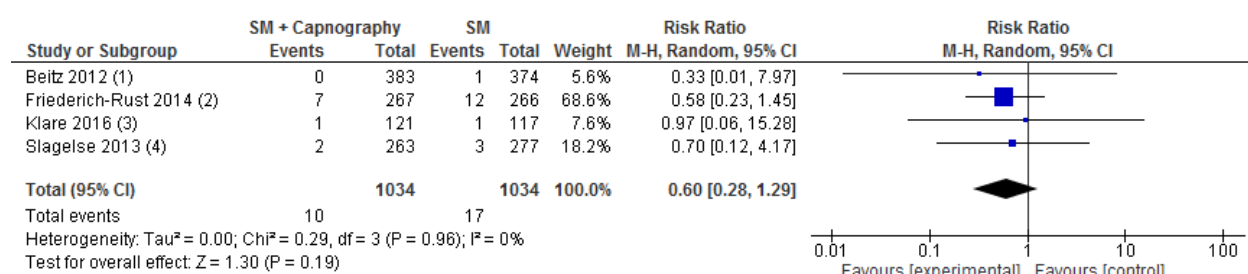 SM + Capnography SM Risk Ratio Risk Ratio
Study or Subgroup Events Total Events Total Weight M-H, Random, 95% CI M-H, Random, 95% CI
Beitz 2012 (1) 0 383 1 374 5.6% 0.33 [0.01, 7.97]
Friederich-Rust 2014 (2) 7 267 12 266 68.6% 0.58 [0.23, 1.45]
Klare 2016 (3) 1 121 1 117 7.6% 0.97 [0.06, 15.28]
Slagelse 2013 (4) 2 263 3 277 18.2% 0.70 [0.12, 4.17]
Total (95% CI) 1034 1034 100.0% 0.60 [0.28, 1.29]
Total events 10 17
Heterogeneity: Tau² = 0.00; Chi² = 0.29, df = 3 (P = 0.96); I² = 0%
Test for overall effect: Z = 1.30 (P = 0.19)
0.01 0.1 1 10 100
Favours [experimental] Favours [control]